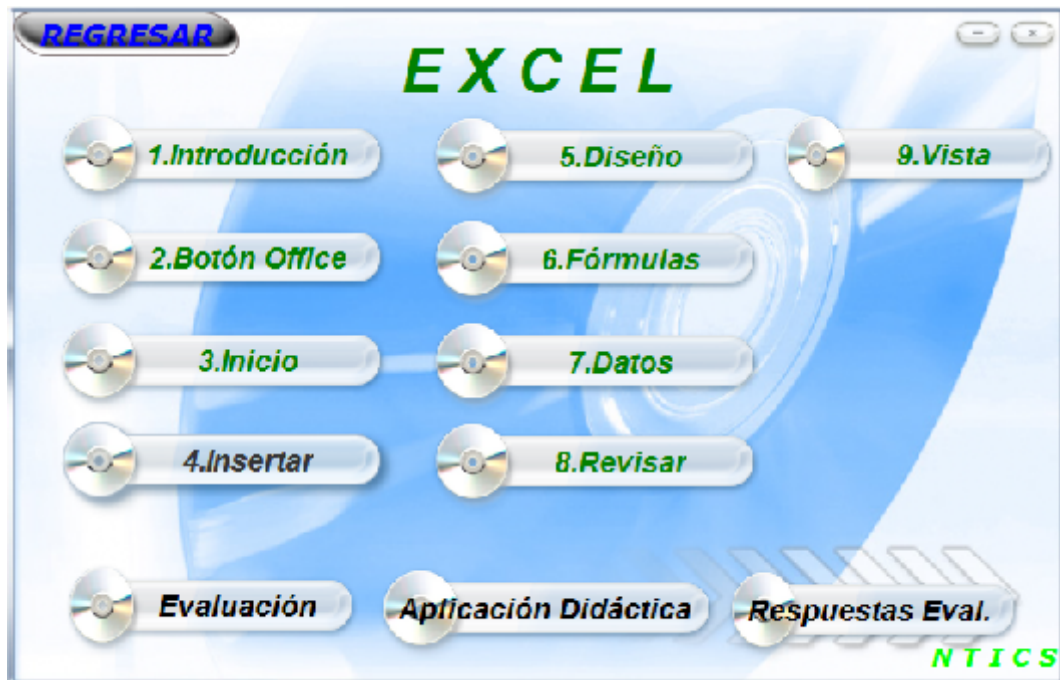 REGRESAR
EXCEL
1.Introducción
5.Diseño
9.Vista
2.Botón Office
6.Fórmulas
3.Inicio
7.Datos
4.Insertar
8.Revisar
Evaluación
Aplicación Didáctica
Respuestas Eval.
NTICS